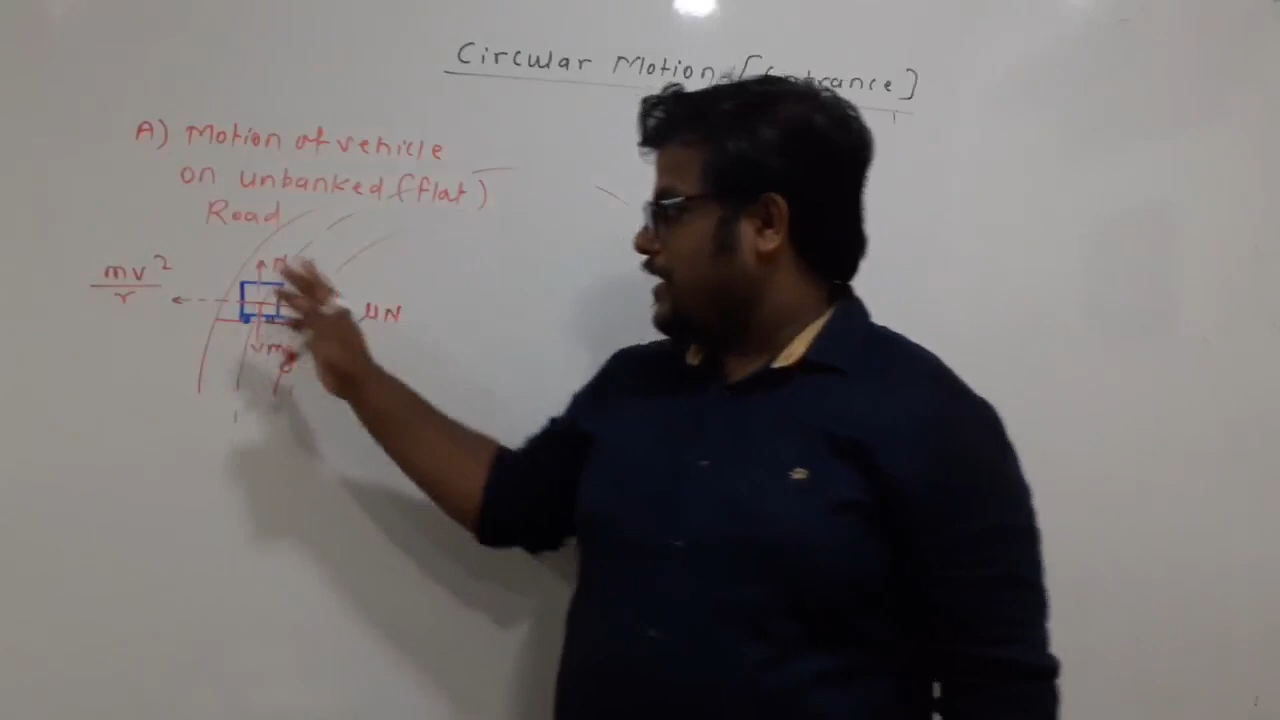 Circular Motion [Entrance]
A) Motion of vehicle
on unbanked (flat)
Road
mv²
r
N
μN
mg